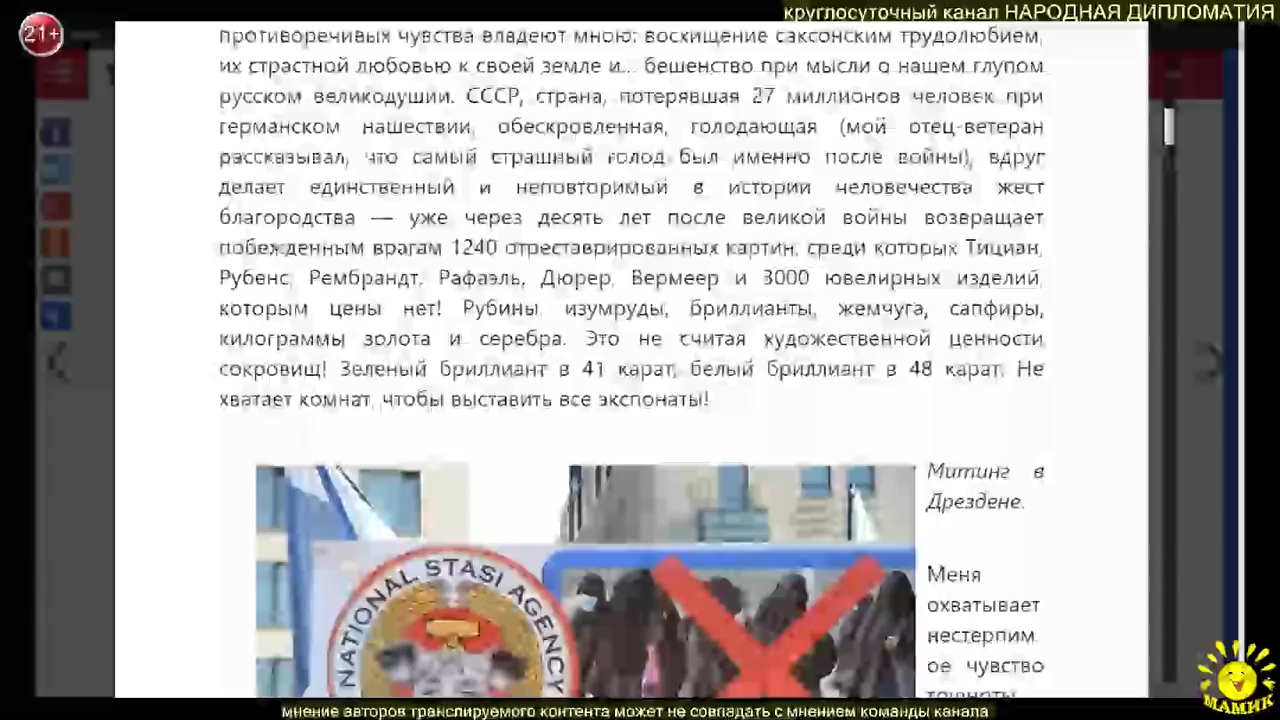 круглосуточный канал НАРОДНАЯ ДИПЛОМАТИЯ
21+
противоречивых чувства владеют мною: восхищение саксонским трудолюбием,
их страстной любовью к своей земле и... бешенство при мысли о нашем глупом
русском великодушии. СССР, страна, потерявшая 27 миллионов человек при
германском нашествии, обескровленная, голодающая (мой отец-ветеран
рассказывал, что самый страшный голод был именно после войны), вдруг
делает единственный и неповторимый в истории человечества жест
благородства — уже через десять лет после великой войны возвращает
побежденным врагам 1240 отреставрированных картин, среди которых Тициан,
Рубенс, Рембрандт, Рафаэль, Дюрер, Вермеер и 3000 ювелирных изделий,
которым цены нет! Рубины, изумруды, бриллианты, жемчуга, сапфиры,
килограммы золота и серебра. Это не считая художественной ценности
сокровищ! Зеленый бриллиант в 41 карат, белый бриллиант в 48 карат. Не
хватает комнат, чтобы выставить все экспонаты!
Митинг в
Дрездене.
NATIONAL STASI AGENCY
Меня
охватывает
нестерпим
ое чувство
тошноты
МАМИК
мнение авторов транслируемого контента может не совпадать с мнением команды канала